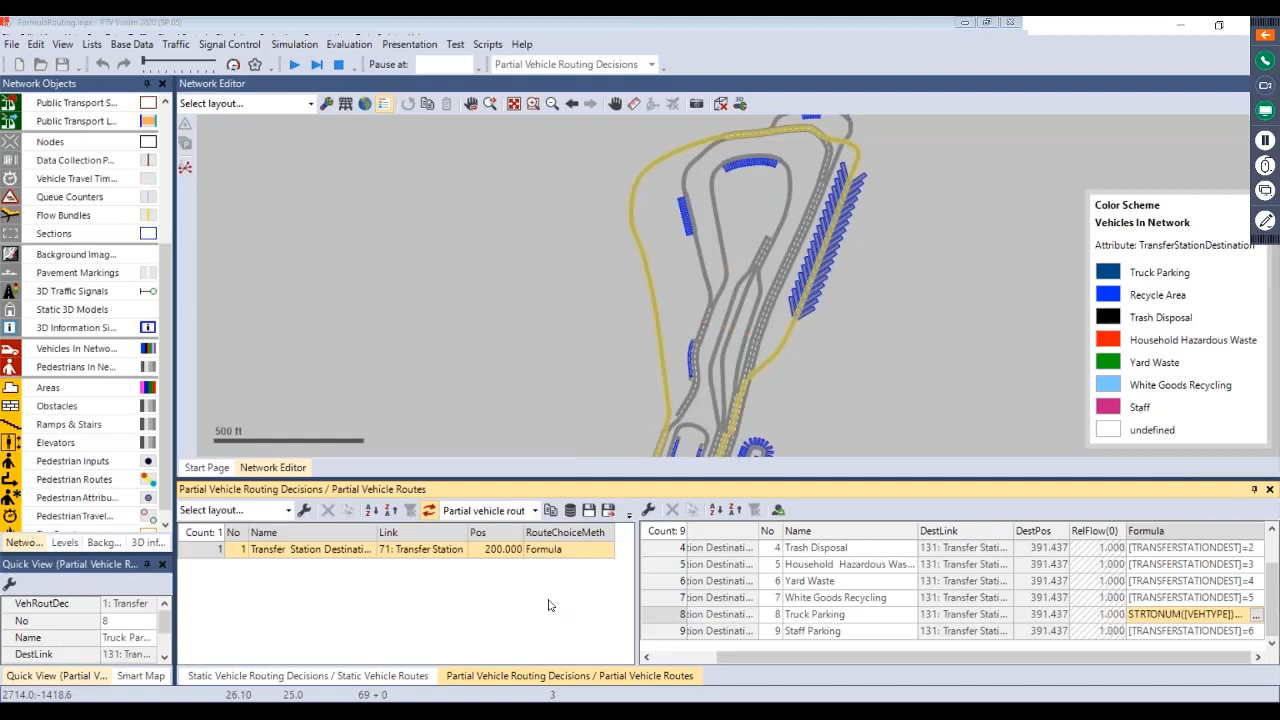 FormulaRouting.inpx - PTV Vissim 2020 (SP 05)
File Edit View Lists Base Data Traffic Signal Control Simulation Evaluation Presentation Test Scripts Help
Pause at: Partial Vehicle Routing Decisions
Network Objects
Network Editor
Public Transport S...
Select layout...
Public Transport L...
Nodes
Data Collection P...
Vehicle Travel Tim...
Queue Counters
Flow Bundles
Sections
Background Imag...
Pavement Markings
3D Traffic Signals
Static 3D Models
3D Information Si...
Vehicles In Netwo...
Pedestrians In Ne...
Areas
Obstacles
Ramps & Stairs
Elevators
Pedestrian Inputs
Pedestrian Routes
Pedestrian Attribu...
Pedestrian Travel...
Netwo... Levels Backg... 3D inf...
Color Scheme
Vehicles In Network
Attribute: TransferStationDestination
Truck Parking
Recycle Area
Trash Disposal
Household Hazardous Waste
Yard Waste
White Goods Recycling
Staff
undefined
500 ft
Start Page Network Editor
Partial Vehicle Routing Decisions / Partial Vehicle Routes
Select layout... Partial vehicle rout
Count: 1 No Name Link Pos RouteChoiceMeth
1 1 Transfer Station Destinati... 71: Transfer Station 200.000 Formula
Count: 9 No Name DestLink DestPos RelFlow(0) Formula
4 tion Destinati... 4 Trash Disposal 131: Transfer Stati... 391.437 1.000 [TRANSFERSTATIONDEST]=2
5 tion Destinati... 5 Household Hazardous Was... 131: Transfer Stati... 391.437 1.000 [TRANSFERSTATIONDEST]=3
6 tion Destinati... 6 Yard Waste 131: Transfer Stati... 391.437 1.000 [TRANSFERSTATIONDEST]=4
7 tion Destinati... 7 White Goods Recycling 131: Transfer Stati... 391.437 1.000 [TRANSFERSTATIONDEST]=5
8 tion Destinati... 8 Truck Parking 131: Transfer Stati... 391.437 1.000 STRTONUM([VEHTYPE])... ...
9 tion Destinati... 9 Staff Parking 131: Transfer Stati... 391.437 1.000 [TRANSFERSTATIONDEST]=6
Quick View (Partial Vehicle R...
VehRoutDec 1: Transfer
No 8
Name Truck Par...
DestLink 131: Tran...
Quick View (Partial V... Smart Map
Static Vehicle Routing Decisions / Static Vehicle Routes Partial Vehicle Routing Decisions / Partial Vehicle Routes
2714.0:-1418.6 26.10 25.0 69 + 0 3